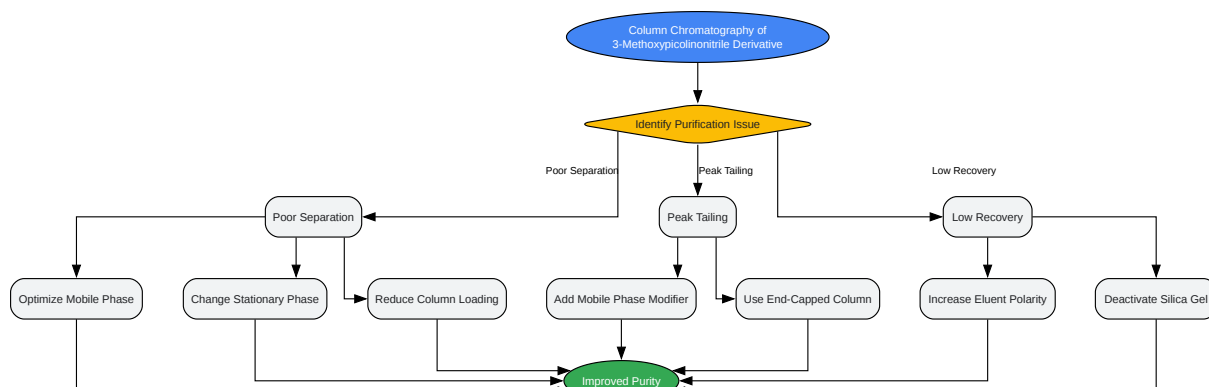 Column Chromatography of
3-Methoxypicolinonitrile Derivative
Identify Purification Issue
Poor Separation
Peak Tailing
Low Recovery
Poor Separation
Peak Tailing
Low Recovery
Optimize Mobile Phase
Change Stationary Phase
Reduce Column Loading
Add Mobile Phase Modifier
Use End-Capped Column
Increase Eluent Polarity
Deactivate Silica Gel
Improved Purity